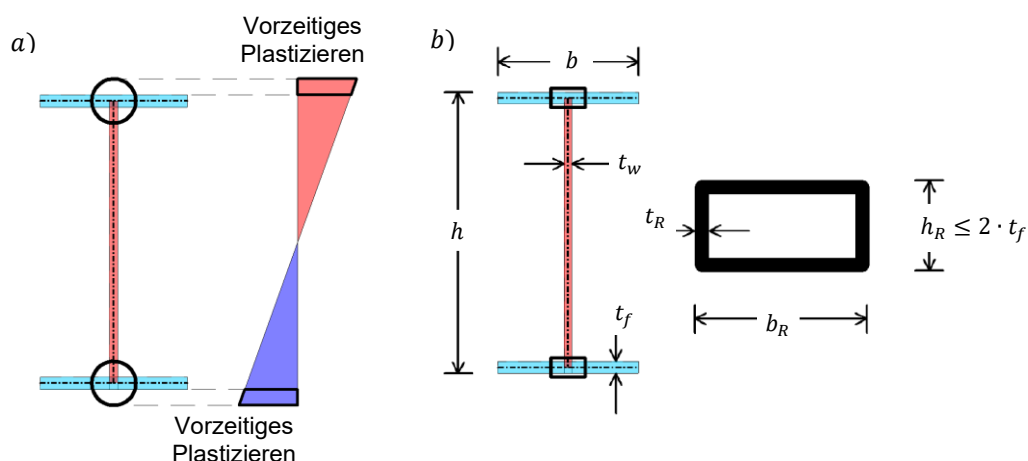 a)
Vorzeitiges
Plastizieren
Vorzeitiges
Plastizieren
b)
b
t_w
h
t_f
t_R
h_R ≤ 2 · t_f
b_R